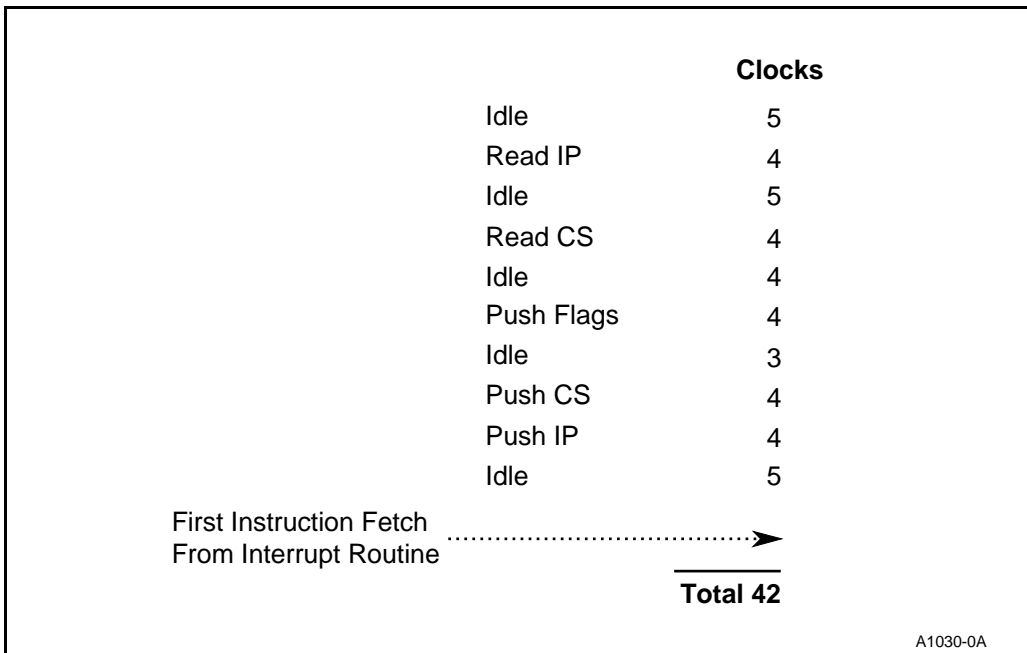 Clocks
Idle 5
Read IP 4
Idle 5
Read CS 4
Idle 4
Push Flags 4
Idle 3
Push CS 4
Push IP 4
Idle 5
First Instruction Fetch
From Interrupt Routine
Total 42
A1030-0A